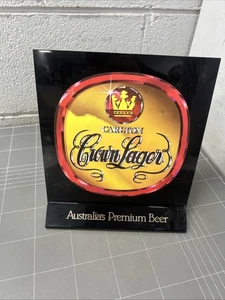 CARLTON
Crown Lager
Australia's Premium Beer